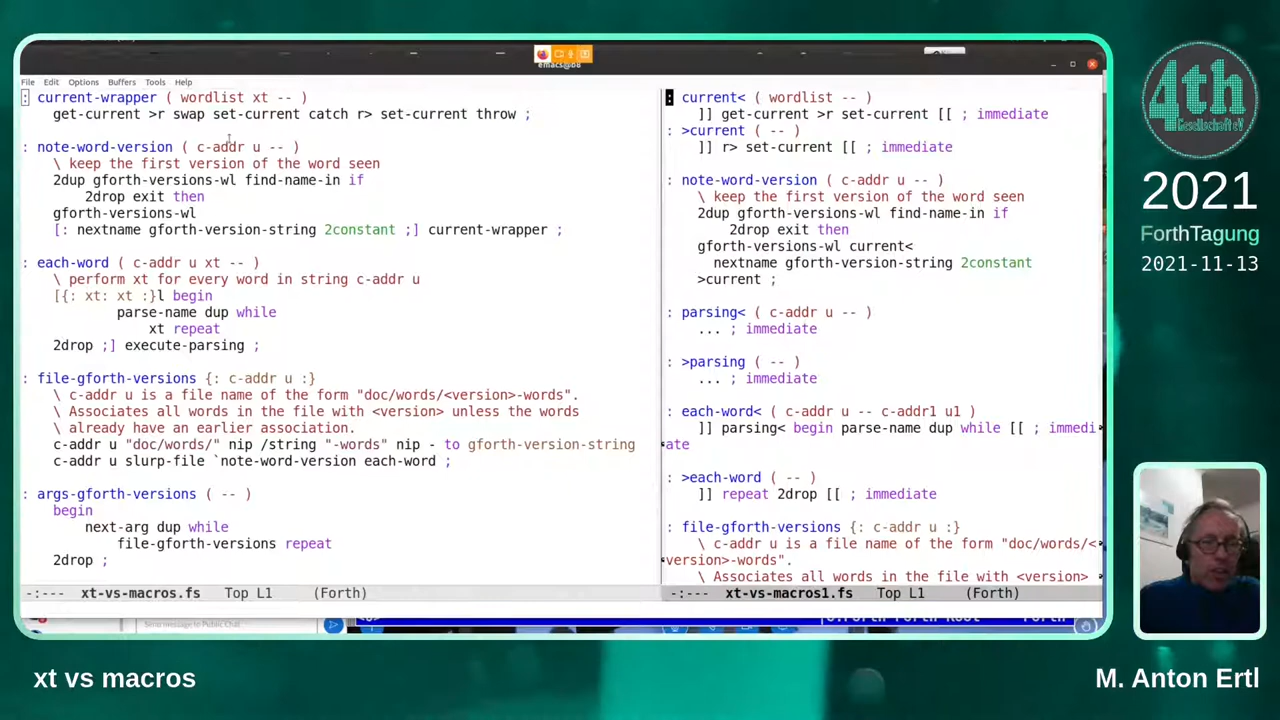 emacs@b8
File Edit Options Buffers Tools Help
: current-wrapper ( wordlist xt -- )
get-current >r swap set-current catch r> set-current throw ;
: note-word-version ( c-addr u -- )
\ keep the first version of the word seen
2dup gforth-versions-wl find-name-in if
2drop exit then
gforth-versions-wl
[: nextname gforth-version-string 2constant ;] current-wrapper ;
: each-word ( c-addr u xt -- )
\ perform xt for every word in string c-addr u
[{: xt: xt :}l begin
parse-name dup while
xt repeat
2drop ;] execute-parsing ;
: file-gforth-versions {: c-addr u :}
\ c-addr u is a file name of the form "doc/words/<version>-words".
\ Associates all words in the file with <version> unless the words
\ already have an earlier association.
c-addr u "doc/words/" nip /string "-words" nip - to gforth-version-string
c-addr u slurp-file `note-word-version each-word ;
: args-gforth-versions ( -- )
begin
next-arg dup while
file-gforth-versions repeat
2drop ;
-:--- xt-vs-macros.fs Top L1 (Forth)
: current< ( wordlist -- )
]] get-current >r set-current [[ ; immediate
: >current ( -- )
]] r> set-current [[ ; immediate
: note-word-version ( c-addr u -- )
\ keep the first version of the word seen
2dup gforth-versions-wl find-name-in if
2drop exit then
gforth-versions-wl current<
nextname gforth-version-string 2constant
>current ;
: parsing< ( c-addr u -- )
... ; immediate
: >parsing ( -- )
... ; immediate
: each-word< ( c-addr u -- c-addr1 u1 )
]] parsing< begin parse-name dup while [[ ; immedi
ate
: >each-word ( -- )
]] repeat 2drop [[ ; immediate
: file-gforth-versions {: c-addr u :}
\ c-addr u is a file name of the form "doc/words/<
version>-words".
\ Associates all words in the file with <version>
-:--- xt-vs-macros1.fs Top L1 (Forth)
Send message to Public Chat
4th
Gesellschaft eV
2021
ForthTagung
2021-11-13
xt vs macros
M. Anton Ertl